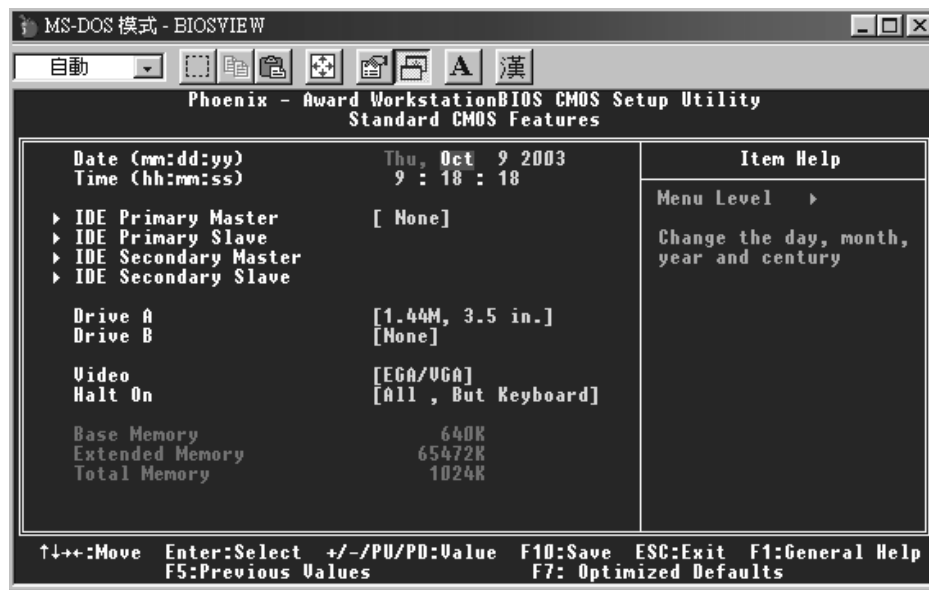 MS-DOS 模式 - BIOSVIEW
自動 A 漢
Phoenix - Award WorkstationBIOS CMOS Setup Utility
Standard CMOS Features
Date (mm:dd:yy) Thu, Oct 9 2003
Time (hh:mm:ss) 9 : 18 : 18
IDE Primary Master [ None]
IDE Primary Slave
IDE Secondary Master
IDE Secondary Slave
Drive A [1.44M, 3.5 in.]
Drive B [None]
Video [EGA/VGA]
Halt On [All , But Keyboard]
Base Memory 640K
Extended Memory 65472K
Total Memory 1024K
Item Help
Menu Level
Change the day, month,
year and century
↑↓→←:Move Enter:Select +/-/PU/PD:Value F10:Save ESC:Exit F1:General Help
F5:Previous Values F7: Optimized Defaults